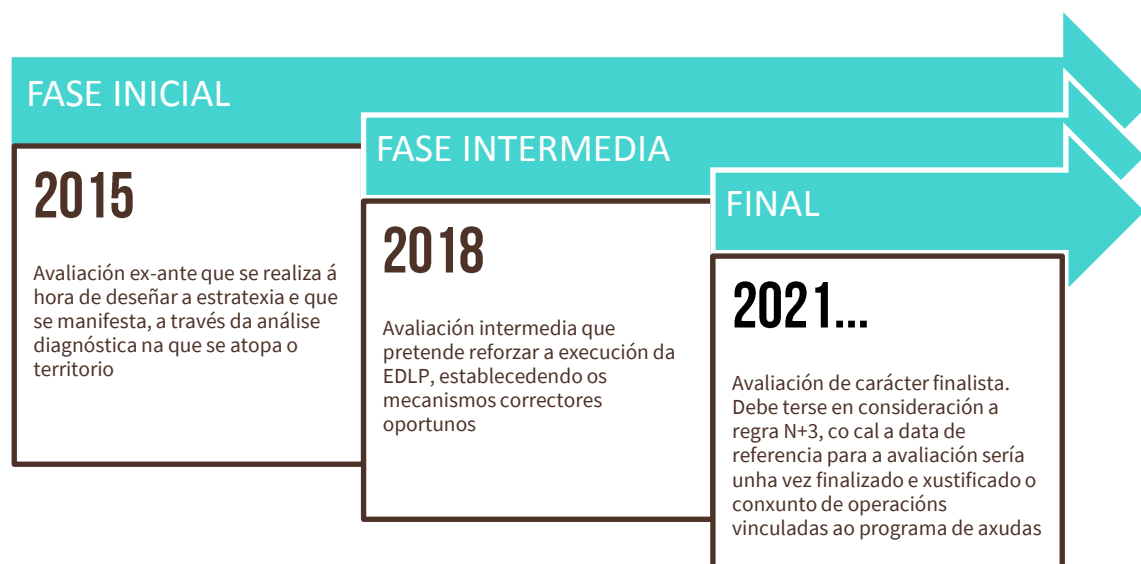 FASE INICIAL
2015
Avaliación ex-ante que se realiza á
hora de deseñar a estratexia e que
se manifesta, a través da análise
diagnóstica na que se atopa o
territorio
FASE INTERMEDIA
2018
Avaliación intermedia que
pretende reforzar a execución da
EDLP, establecedendo os
mecanismos correctores
oportunos
FINAL
2021...
Avaliación de carácter finalista.
Debe terse en consideración a
regra N+3, co cal a data de
referencia para a avaliación sería
unha vez finalizado e xustificado o
conxunto de operacións
vinculadas ao programa de axudas